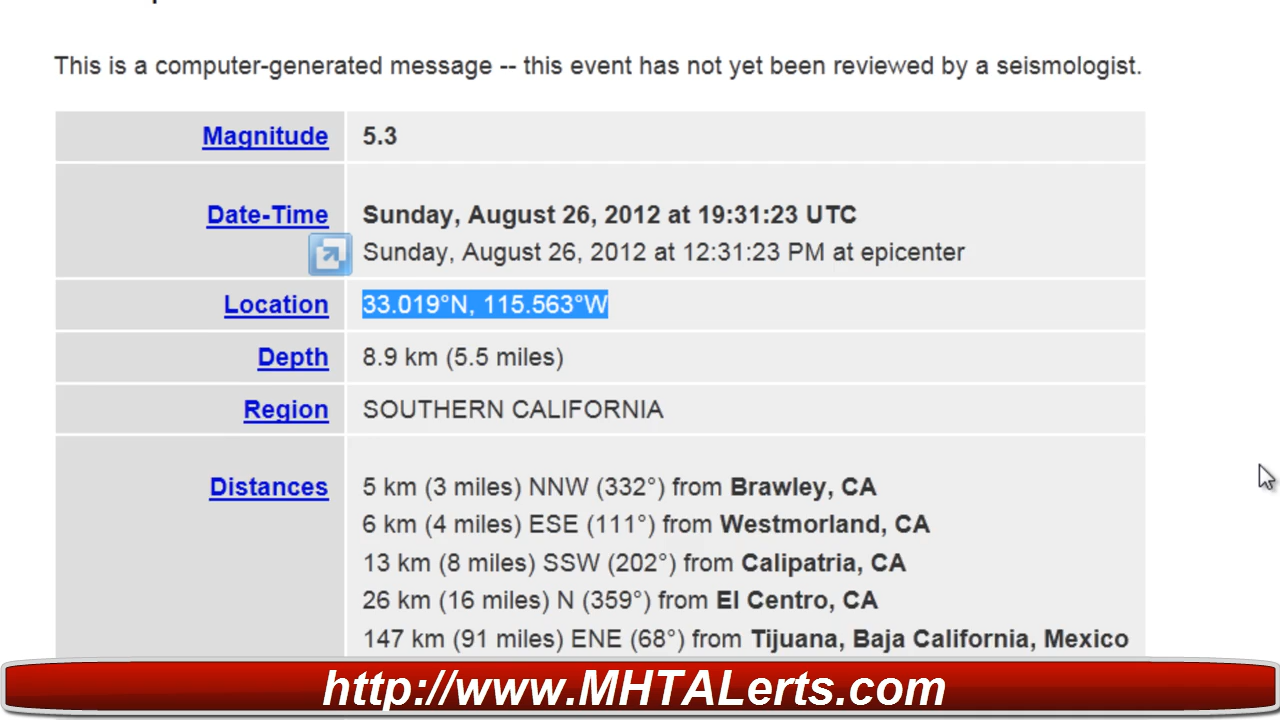 This is a computer-generated message -- this event has not yet been reviewed by a seismologist.
Magnitude 5.3
Date-Time Sunday, August 26, 2012 at 19:31:23 UTC
Sunday, August 26, 2012 at 12:31:23 PM at epicenter
Location 33.019°N, 115.563°W
Depth 8.9 km (5.5 miles)
Region SOUTHERN CALIFORNIA
Distances 5 km (3 miles) NNW (332°) from Brawley, CA
6 km (4 miles) ESE (111°) from Westmorland, CA
13 km (8 miles) SSW (202°) from Calipatria, CA
26 km (16 miles) N (359°) from El Centro, CA
147 km (91 miles) ENE (68°) from Tijuana, Baja California, Mexico
http://www.MHTALerts.com